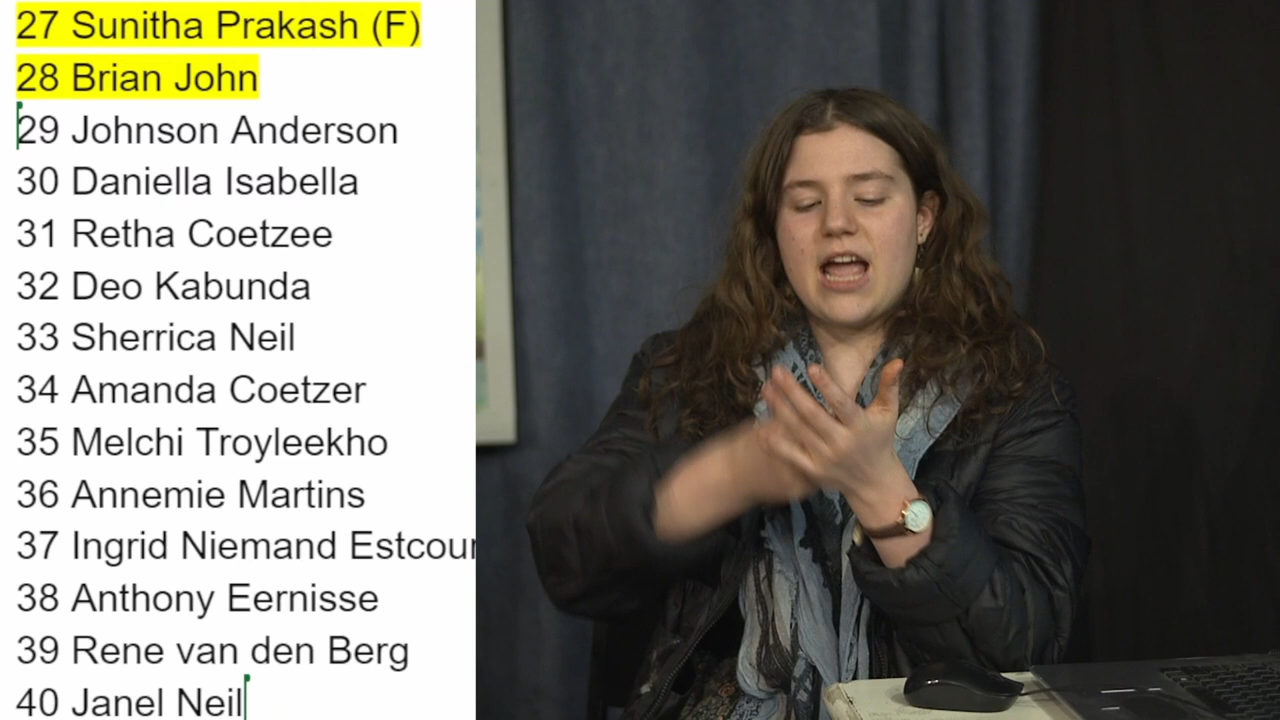 27 Sunitha Prakash (F)
28 Brian John
29 Johnson Anderson
30 Daniella Isabella
31 Retha Coetzee
32 Deo Kabunda
33 Sherrica Neil
34 Amanda Coetzer
35 Melchi Troyleekho
36 Annemie Martins
37 Ingrid Niemand Estcour
38 Anthony Eernisse
39 Rene van den Berg
40 Janel Neil